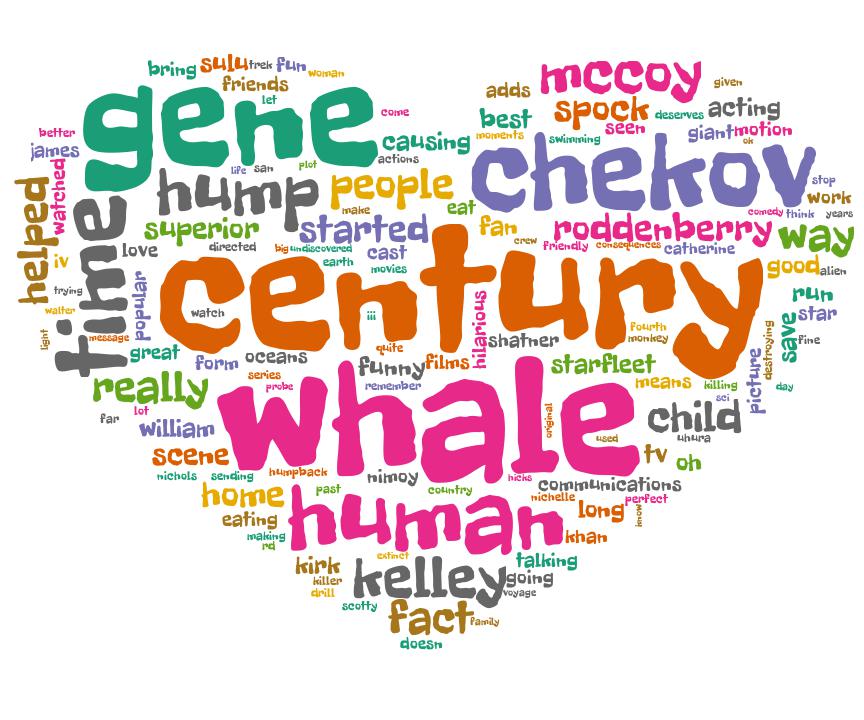 bring
sulu
trek
fun
woman
friends
let
gene
come
better
james
causing
actions
life
san
plot
adds
mccoy
given
best
spock
seen
deserves
acting
moments
swimming
giant
motion
ok
chekov
stop
work
years
think
comedy
helped
watched
time
hump
people
make
eat
superior
started
fan
crew
roddenberry
way
iv
love
directed
big
undiscovered
earth
cast
movies
friendly
consequences
catherine
good
alien
trying
walter
popular
watch
century
iii
run
star
light
message
great
form
oceans
quite
hilarious
shatner
fourth
monkey
destroying
save
fine
series
probe
funny
films
remember
starfleet
means
killing
picture
day
sci
really
far
lot
william
whale
original
used
child
uhura
scene
nichols
sending
humpback
nimoy
hicks
tv
oh
communications
home
past
country
nichelle
perfect
eating
making
rd
human
long
know
khan
extinct
kirk
killer
drill
kelley
talking
going
voyage
scotty
fact
family
doesn